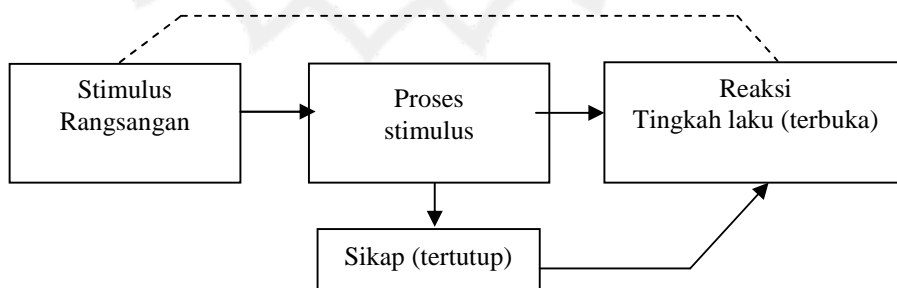 Stimulus
Rangsangan
Proses
stimulus
Reaksi
Tingkah laku (terbuka)
Sikap (tertutup)